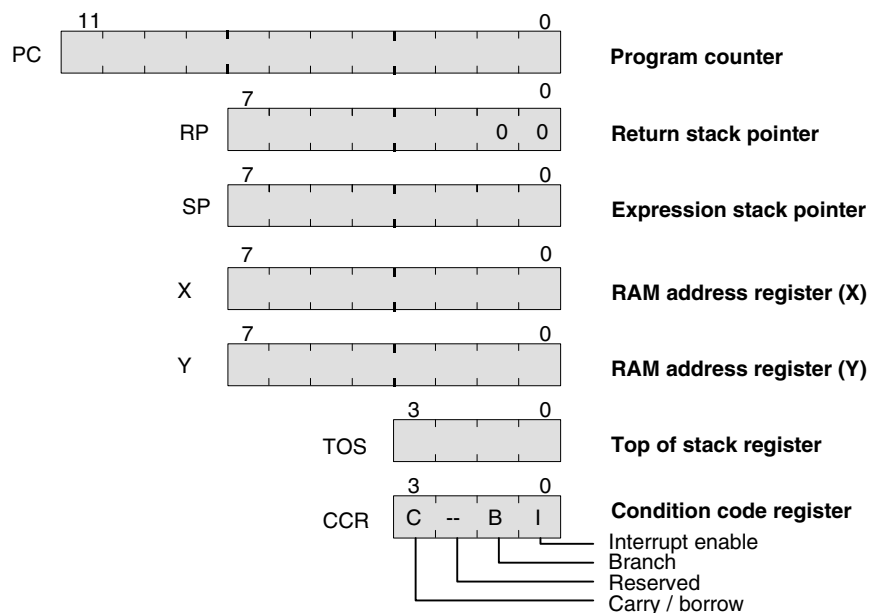 11 0
PC Program counter
7 0
RP 0 0 Return stack pointer
7 0
SP Expression stack pointer
7 0
X RAM address register (X)
7 0
Y RAM address register (Y)
3 0
TOS Top of stack register
3 0
CCR C -- B I Condition code register
Interrupt enable
Branch
Reserved
Carry / borrow